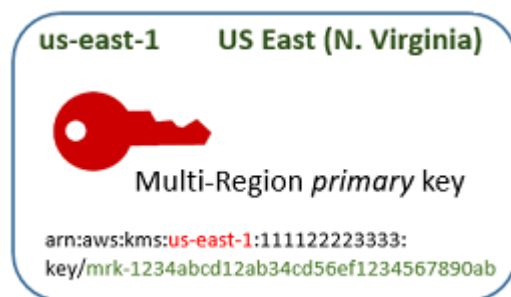 us-east-1 US East (N. Virginia)
Multi-Region primary key
arn:aws:kms:us-east-1:111122223333:
key/mrk-1234abcd12ab34cd56ef1234567890ab